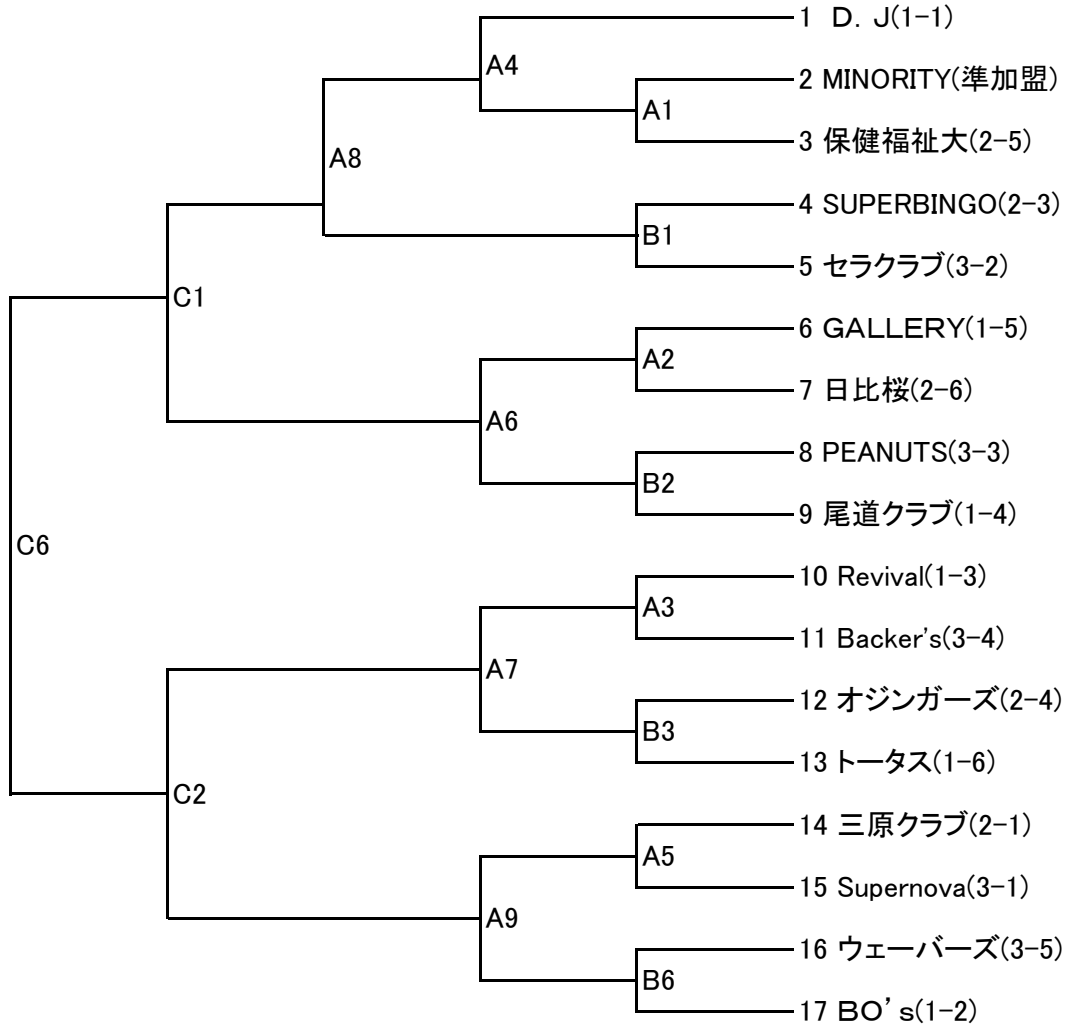 1 D.J(1-1)
A4
2 MINORITY(準加盟)
A1
3 保健福祉大(2-5)
A8
4 SUPERBINGO(2-3)
B1
5 セラクラブ(3-2)
C1
6 GALLERY(1-5)
A2
7 日比桜(2-6)
A6
8 PEANUTS(3-3)
B2
9 尾道クラブ(1-4)
C6
10 Revival(1-3)
A3
11 Backer's(3-4)
A7
12 オジンガーズ(2-4)
B3
13 トータス(1-6)
C2
14 三原クラブ(2-1)
A5
15 Supernova(3-1)
A9
16 ウェーバーズ(3-5)
B6
17 BO's(1-2)